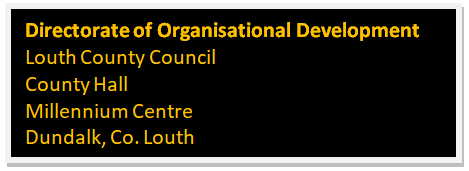 Directorate of Organisational Development
Louth County Council
County Hall
Millennium Centre
Dundalk, Co. Louth